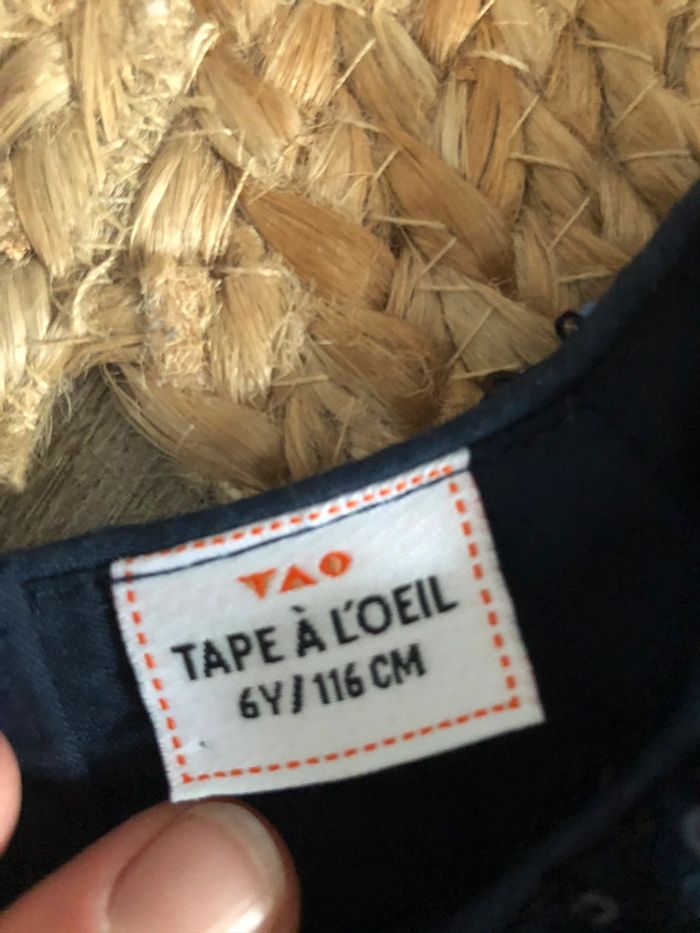 TAO
TAPE À L'OEIL
6Y/116 CM